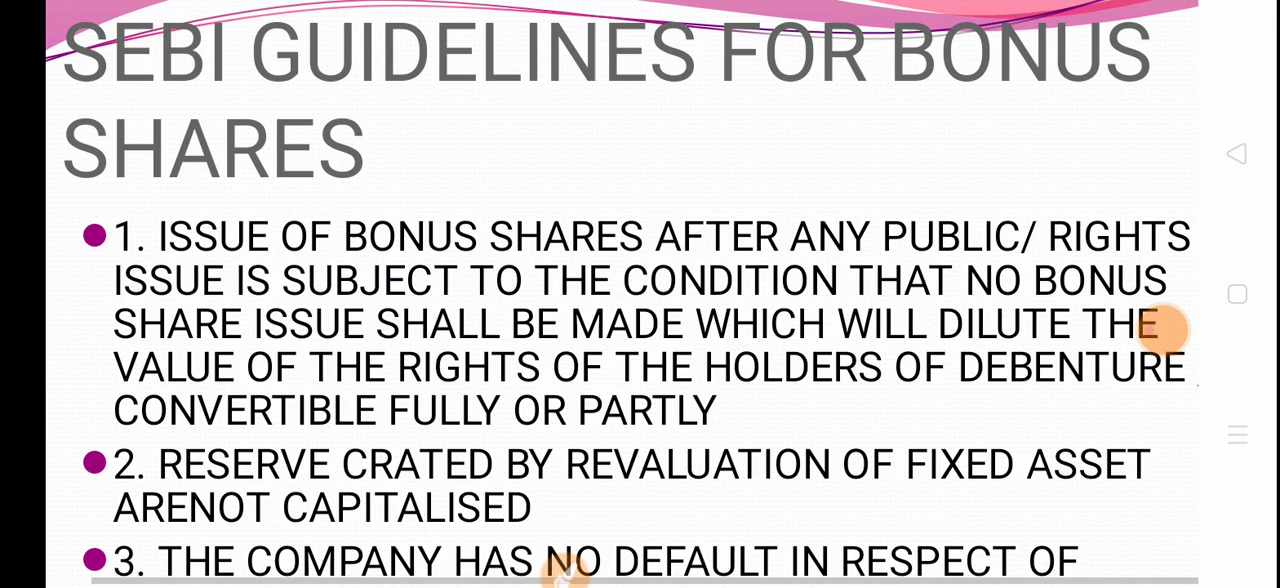 SEBI GUIDELINES FOR BONUS
SHARES
1. ISSUE OF BONUS SHARES AFTER ANY PUBLIC/ RIGHTS
ISSUE IS SUBJECT TO THE CONDITION THAT NO BONUS
SHARE ISSUE SHALL BE MADE WHICH WILL DILUTE THE
VALUE OF THE RIGHTS OF THE HOLDERS OF DEBENTURE
CONVERTIBLE FULLY OR PARTLY
2. RESERVE CRATED BY REVALUATION OF FIXED ASSET
ARENOT CAPITALISED
3. THE COMPANY HAS NO DEFAULT IN RESPECT OF